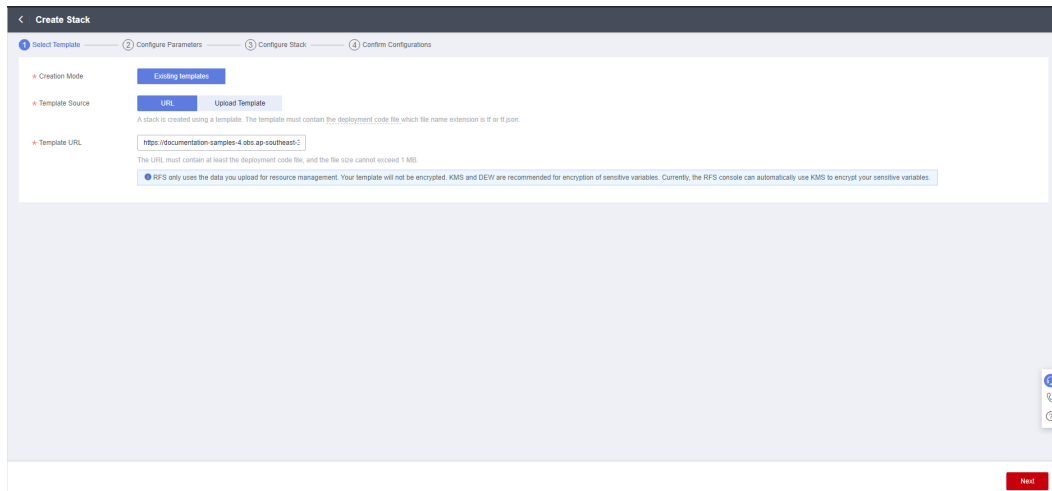 Create Stack
1 Select Template 2 Configure Parameters 3 Configure Stack 4 Confirm Configurations
* Creation Mode Existing templates
* Template Source URL Upload Template
A stack is created using a template. The template must contain the deployment code file which file name extension is tf or tf.json.
* Template URL https://documentation-samples-4.obs.ap-southeast-3
The URL must contain at least the deployment code file, and the file size cannot exceed 1 MB.
RFS only uses the data you upload for resource management. Your template will not be encrypted. KMS and DEW are recommended for encryption of sensitive variables. Currently, the RFS console can automatically use KMS to encrypt your sensitive variables.
Next